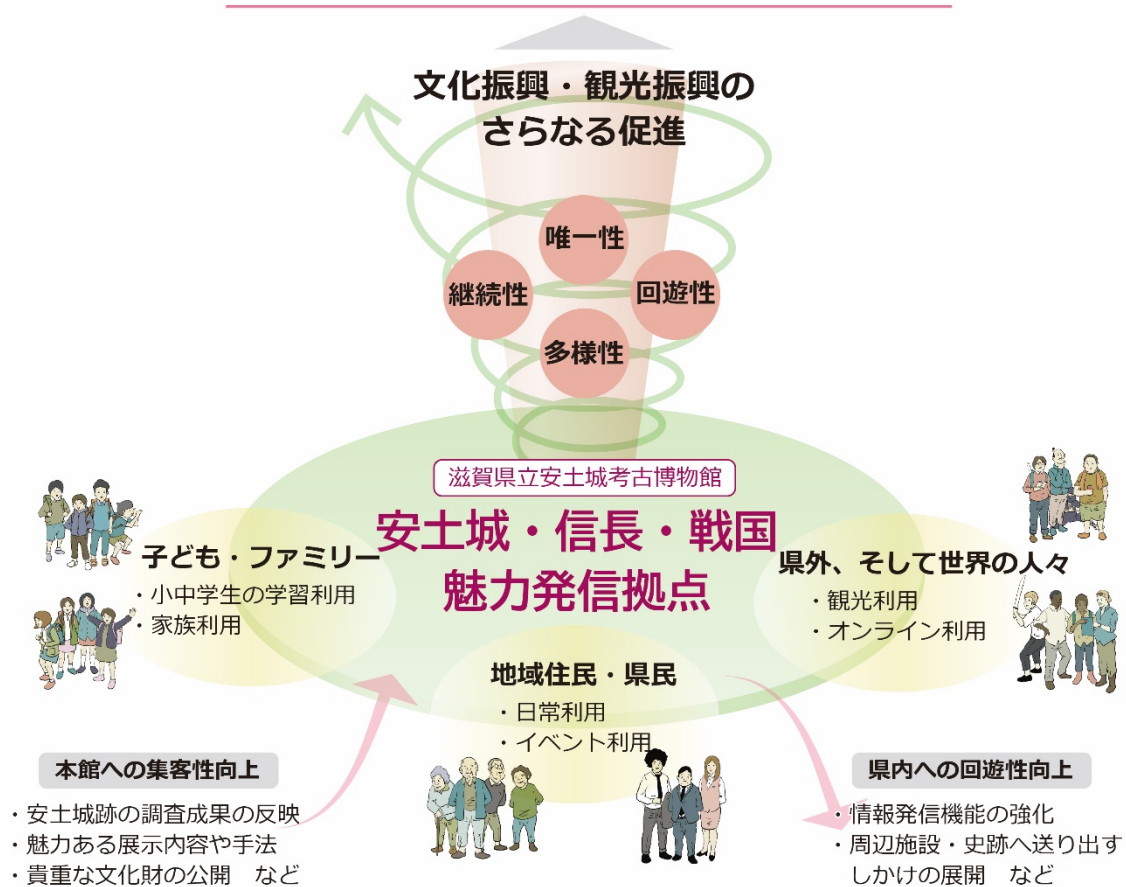 文化振興・観光振興の
さらなる促進
唯一性
継続性
回遊性
多様性
滋賀県立安土城考古博物館
安土城・信長・戦国
魅力発信拠点
子ども・ファミリー
・小中学生の学習利用
・家族利用
県外、そして世界の人々
・観光利用
・オンライン利用
地域住民・県民
・日常利用
・イベント利用
本館への集客性向上
・安土城跡の調査成果の反映
・魅力ある展示内容や手法
・貴重な文化財の公開　など
県内への回遊性向上
・情報発信機能の強化
・周辺施設・史跡へ送り出す
しかけの展開　など